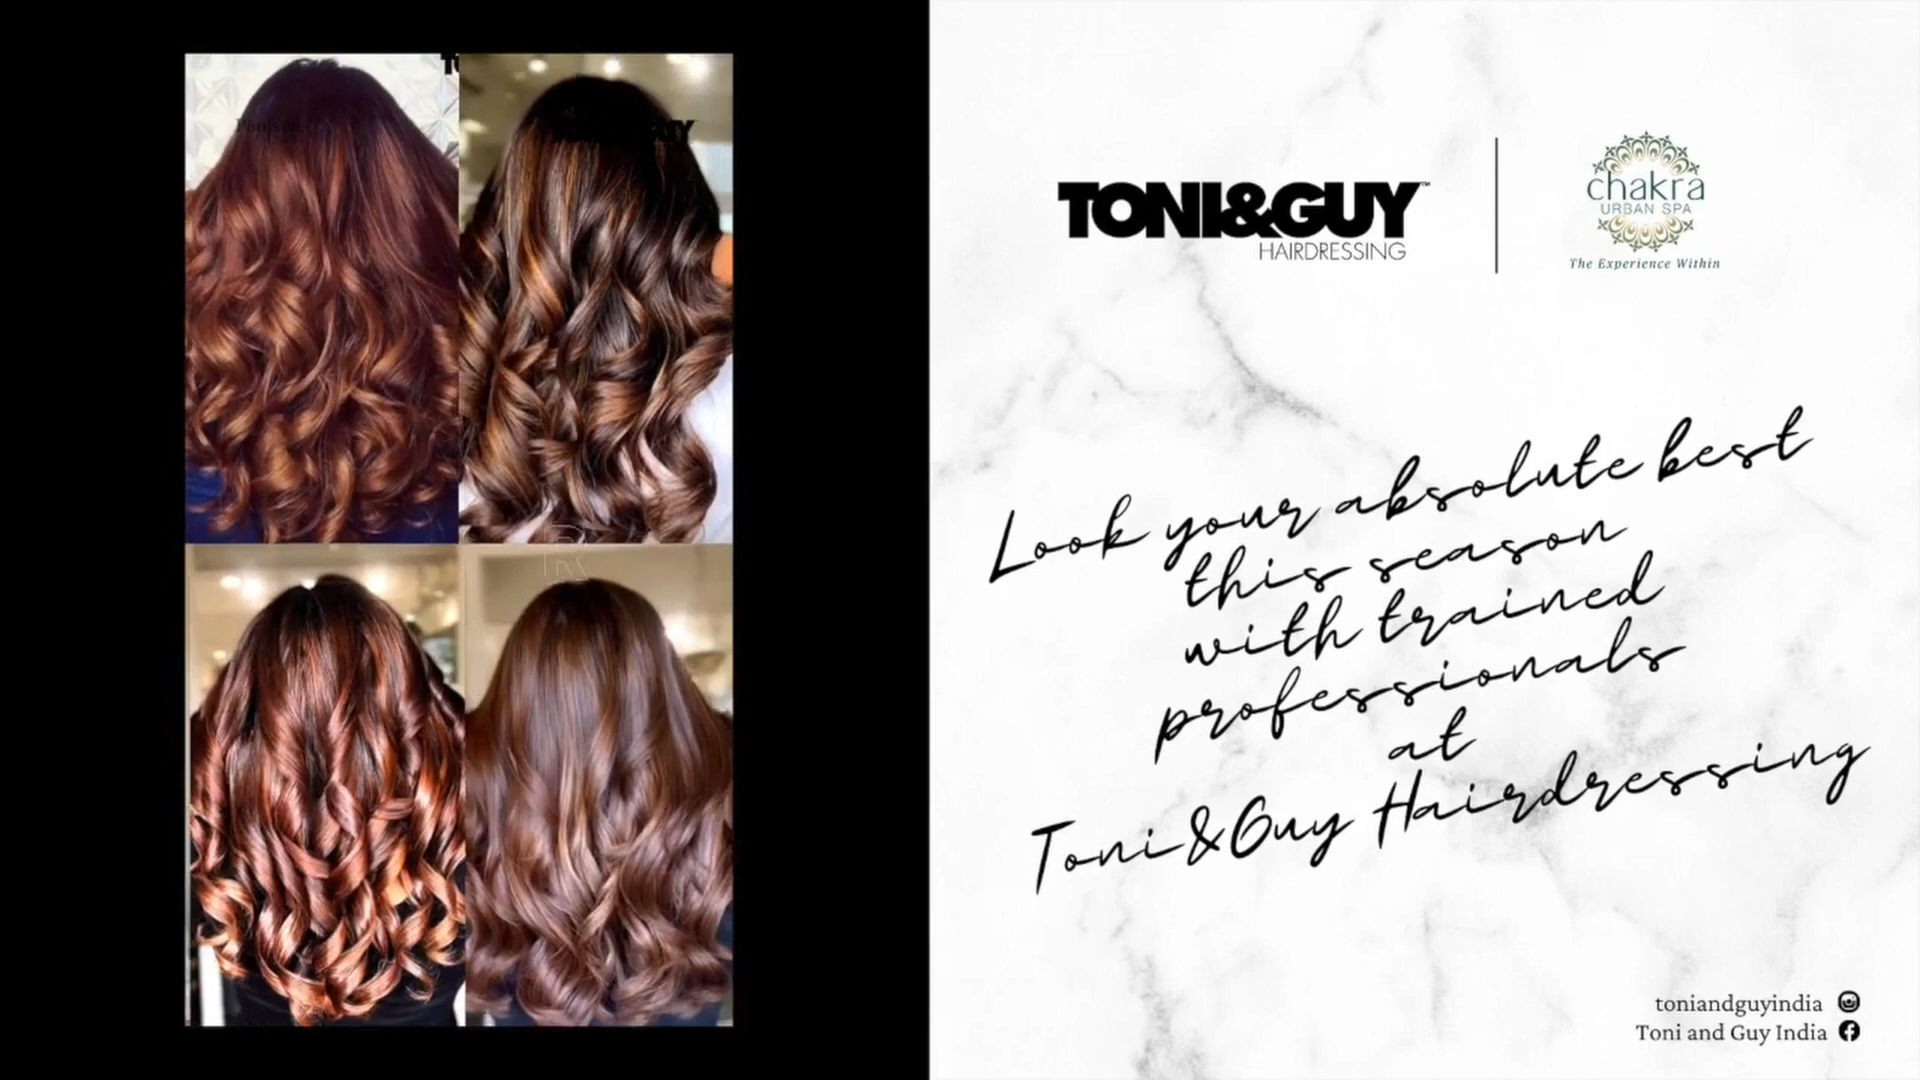 TONI&GUY™
HAIRDRESSING
chakra
URBAN SPA
The Experience Within
Look your absolute best
this season
with trained
professionals
at
Toni&Guy Hairdressing
toniandguyindia
Toni and Guy India